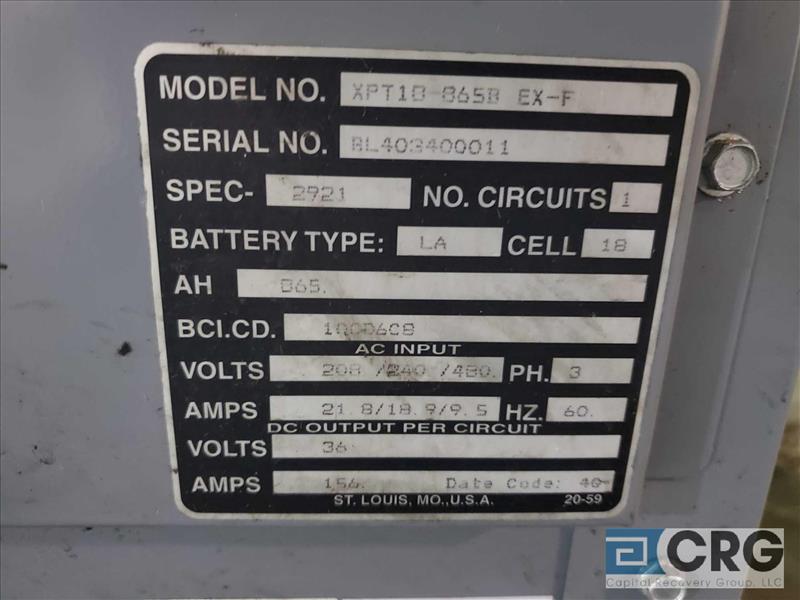 MODEL NO. XPT18-865B EX-F
SERIAL NO. BL403400011
SPEC- 2921 NO. CIRCUITS 1
BATTERY TYPE: LA CELL 18
AH 865.
BCI.CD.
AC INPUT
VOLTS 208 /240 /480. PH. 3
AMPS 21.8/18.9/9.5 HZ. 60.
DC OUTPUT PER CIRCUIT
VOLTS 36
AMPS 156. Date Code:
ST. LOUIS, MO., U.S.A. 20-59
CRG
Capital Recovery Group, LLC